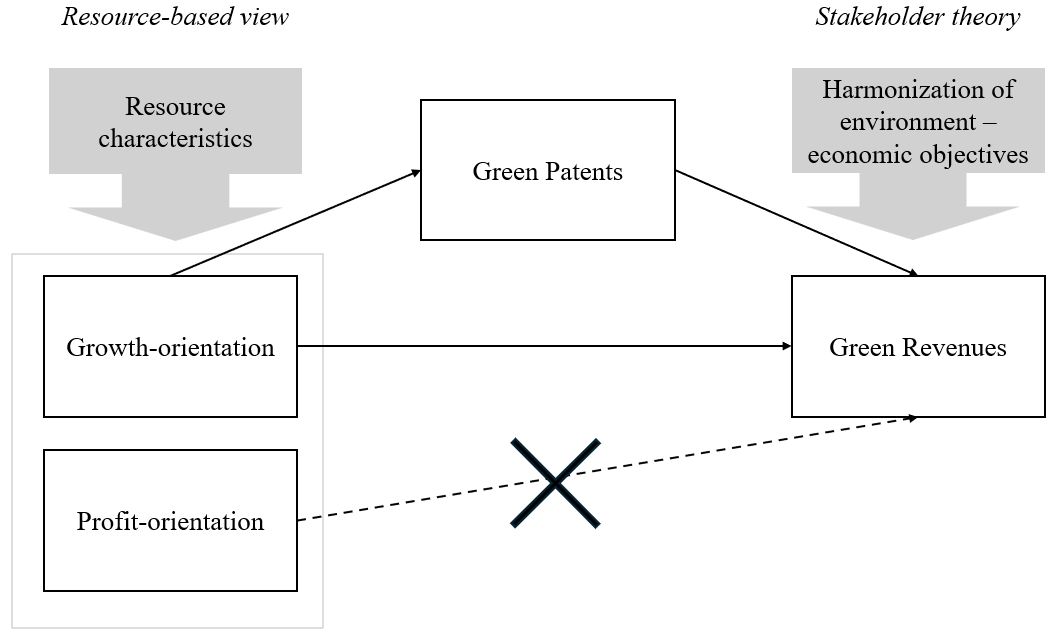 Resource-based view
Stakeholder theory
Resource
characteristics
Harmonization of
environment –
economic objectives
Green Patents
Growth-orientation
Green Revenues
Profit-orientation